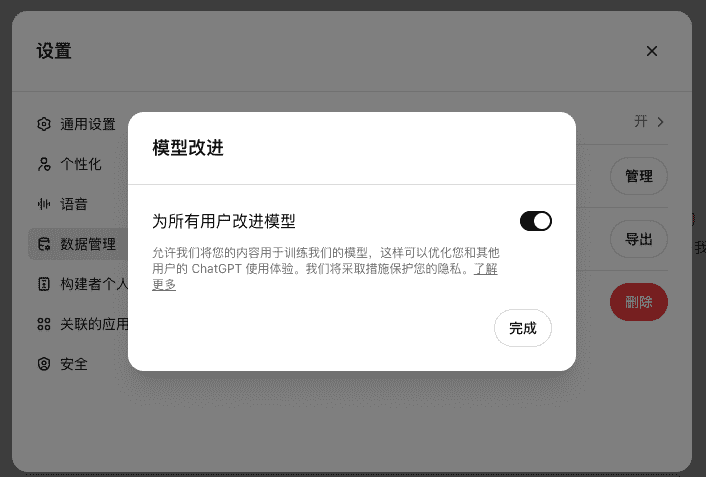 设置
通用设置
开
个性化
管理
语音
数据管理
导出
构建者个人
关联的应用
删除
安全
模型改进
为所有用户改进模型
允许我们将您的内容用于训练我们的模型，这样可以优化您和其他
用户的 ChatGPT 使用体验。我们将采取措施保护您的隐私。了解
更多
完成
我